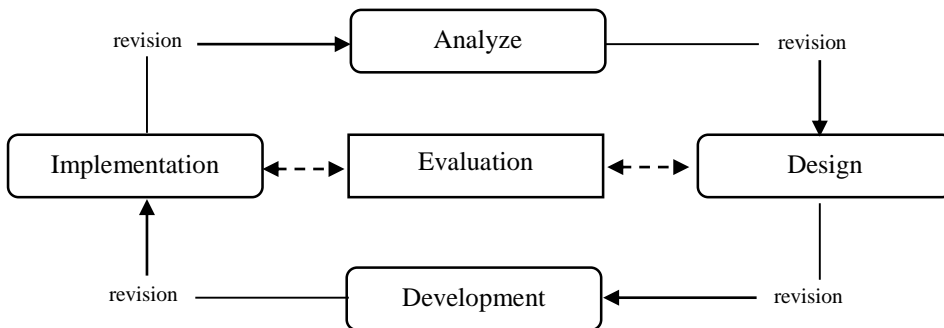 revision
Analyze
revision
Implementation
Evaluation
Design
revision
Development
revision